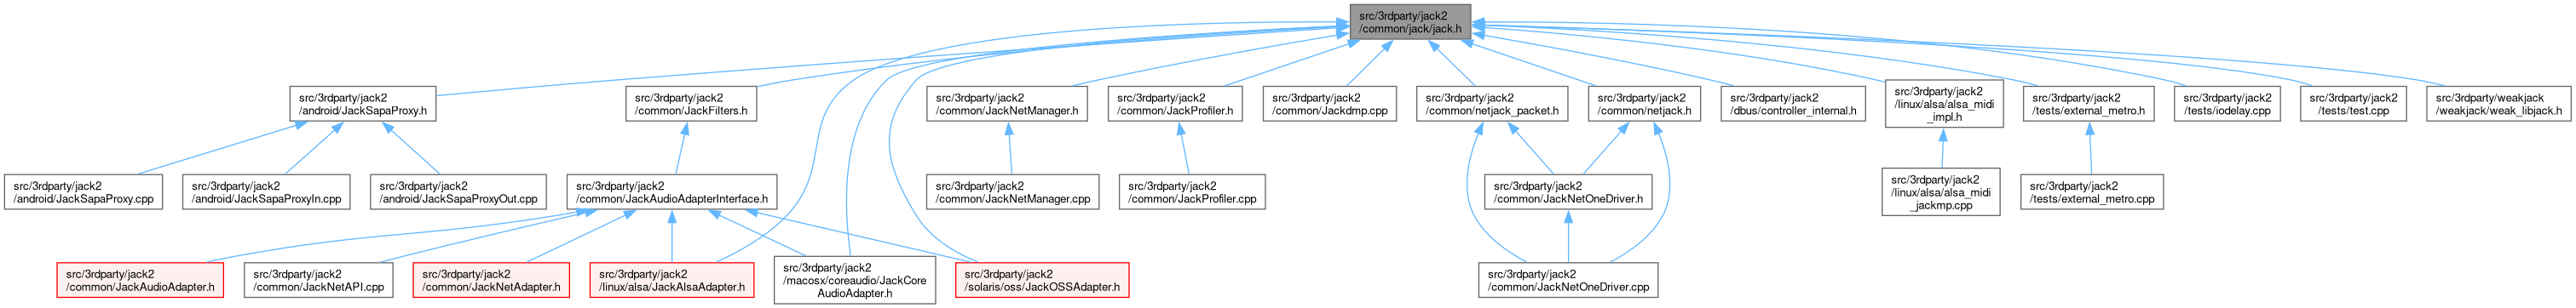 src/3rdparty/jack2
/common/jack/jack.h
src/3rdparty/jack2
/android/JackSapaProxy.h
src/3rdparty/jack2
/common/JackFilters.h
src/3rdparty/jack2
/common/JackNetManager.h
src/3rdparty/jack2
/common/JackProfiler.h
src/3rdparty/jack2
/common/Jackdmp.cpp
src/3rdparty/jack2
/common/netjack_packet.h
src/3rdparty/jack2
/common/netjack.h
src/3rdparty/jack2
/dbus/controller_internal.h
src/3rdparty/jack2
/linux/alsa/alsa_midi
_impl.h
src/3rdparty/jack2
/tests/external_metro.h
src/3rdparty/jack2
/tests/iodelay.cpp
src/3rdparty/jack2
/tests/test.cpp
src/3rdparty/weakjack
/weakjack/weak_libjack.h
src/3rdparty/jack2
/android/JackSapaProxy.cpp
src/3rdparty/jack2
/android/JackSapaProxyIn.cpp
src/3rdparty/jack2
/android/JackSapaProxyOut.cpp
src/3rdparty/jack2
/common/JackAudioAdapterInterface.h
src/3rdparty/jack2
/common/JackNetManager.cpp
src/3rdparty/jack2
/common/JackProfiler.cpp
src/3rdparty/jack2
/common/JackNetOneDriver.h
src/3rdparty/jack2
/linux/alsa/alsa_midi
_jackmp.cpp
src/3rdparty/jack2
/tests/external_metro.cpp
src/3rdparty/jack2
/common/JackAudioAdapter.h
src/3rdparty/jack2
/common/JackNetAPI.cpp
src/3rdparty/jack2
/common/JackNetAdapter.h
src/3rdparty/jack2
/linux/alsa/JackAlsaAdapter.h
src/3rdparty/jack2
/macosx/coreaudio/JackCore
AudioAdapter.h
src/3rdparty/jack2
/solaris/oss/JackOSSAdapter.h
src/3rdparty/jack2
/common/JackNetOneDriver.cpp